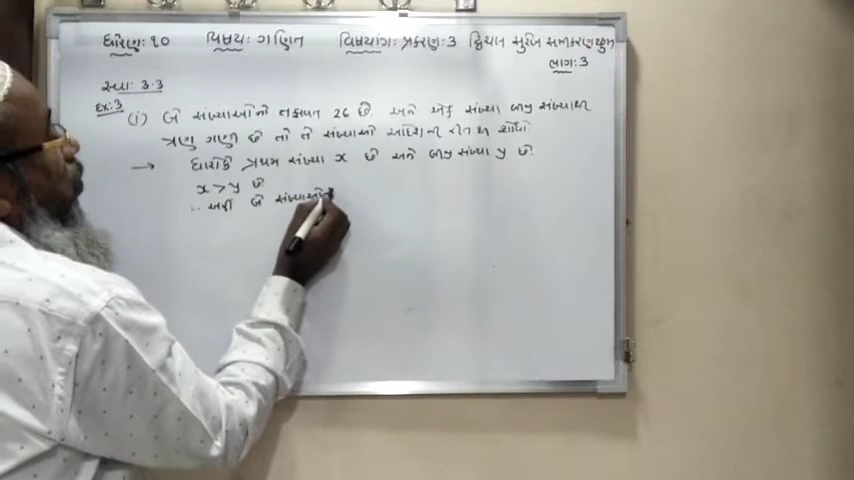 ધોરણ: ૧૦ વિષય: ગણિત વિષયાંગ: પ્રકરણ: 3 દ્વિચલ સુરેખ સમીકરણયુગ્મ
ભાગ: 3
સ્વા: 3.3
Ex: 3 (i) બે સંખ્યાઓનો તફાવત 26 છે. અને એક સંખ્યા બીજી સંખ્યાથી
ત્રણ ગણી છે તો તે સંખ્યાઓ આદેશની રીત થી શોધો
→ ધારોકે પ્રથમ સંખ્યા x છે અને બીજી સંખ્યા y છે.
x > y છે.
∴ અહીં બે સંખ્યાઓનો